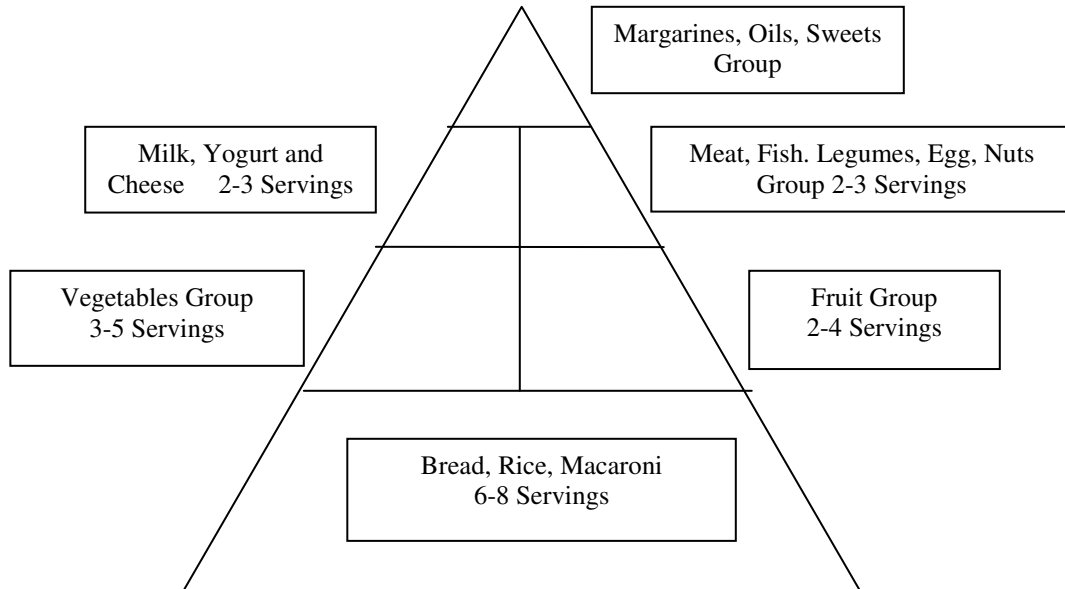 Margarines, Oils, Sweets
Group
Milk, Yogurt and
Cheese 2-3 Servings
Meat, Fish. Legumes, Egg, Nuts
Group 2-3 Servings
Vegetables Group
3-5 Servings
Fruit Group
2-4 Servings
Bread, Rice, Macaroni
6-8 Servings